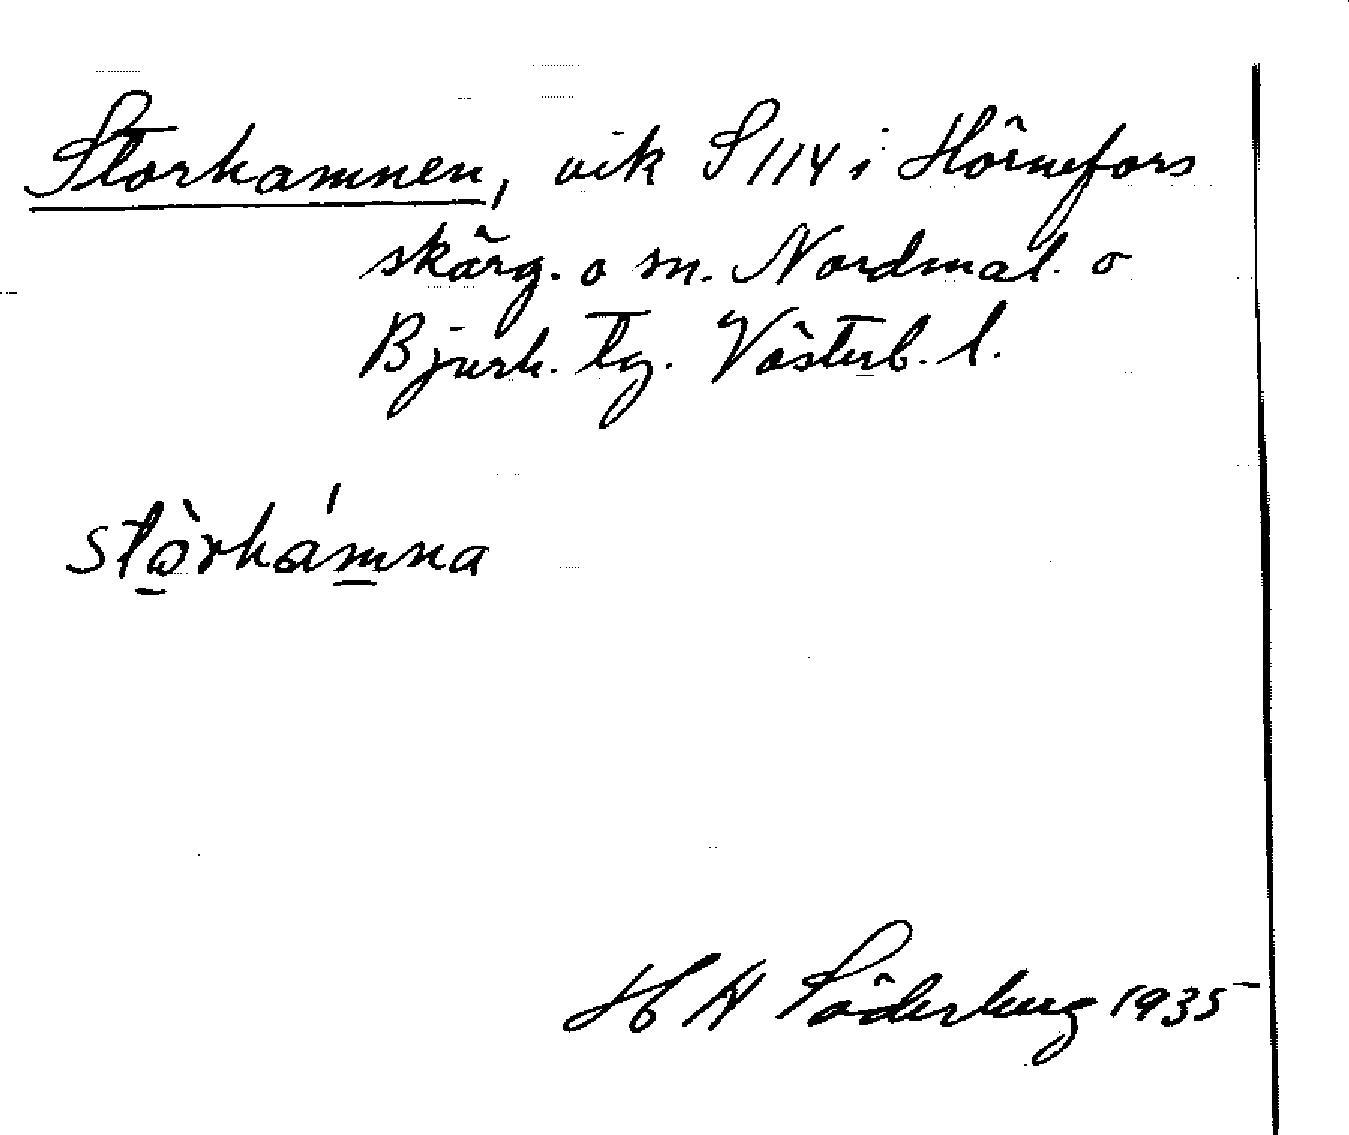 Storhamnen, vik S 114 i Hörnefors
skärg. o sn. Nordmal. o
Bjurh. tg. Västerb. l.
stòrhámna
H A Söderberg 1935